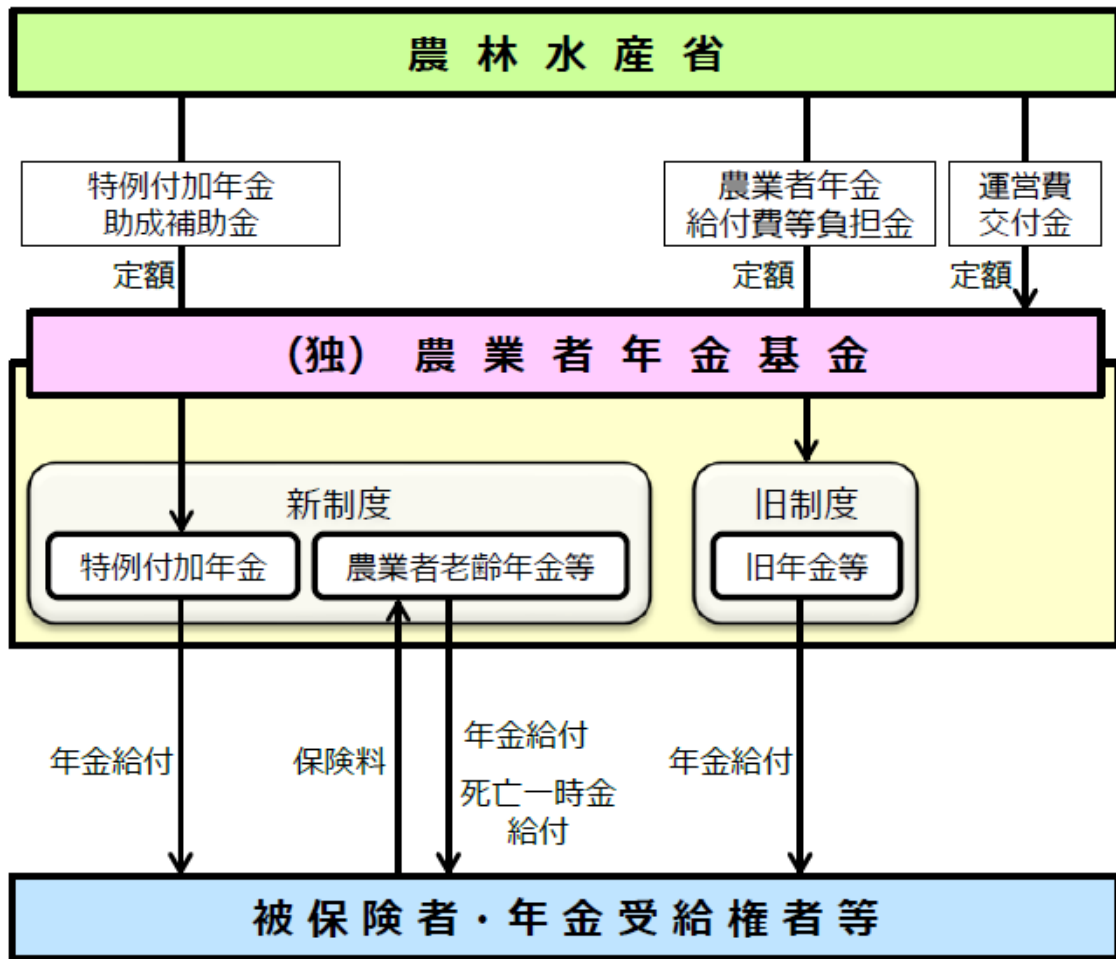 農林水産省
特例付加年金
助成補助金
農業者年金
給付費等負担金
運営費
交付金
定額
定額
定額
(独) 農業者年金基金
新制度
旧制度
特例付加年金
農業者老齢年金等
旧年金等
年金給付
保険料
年金給付
死亡一時金
給付
年金給付
被保険者・年金受給権者等